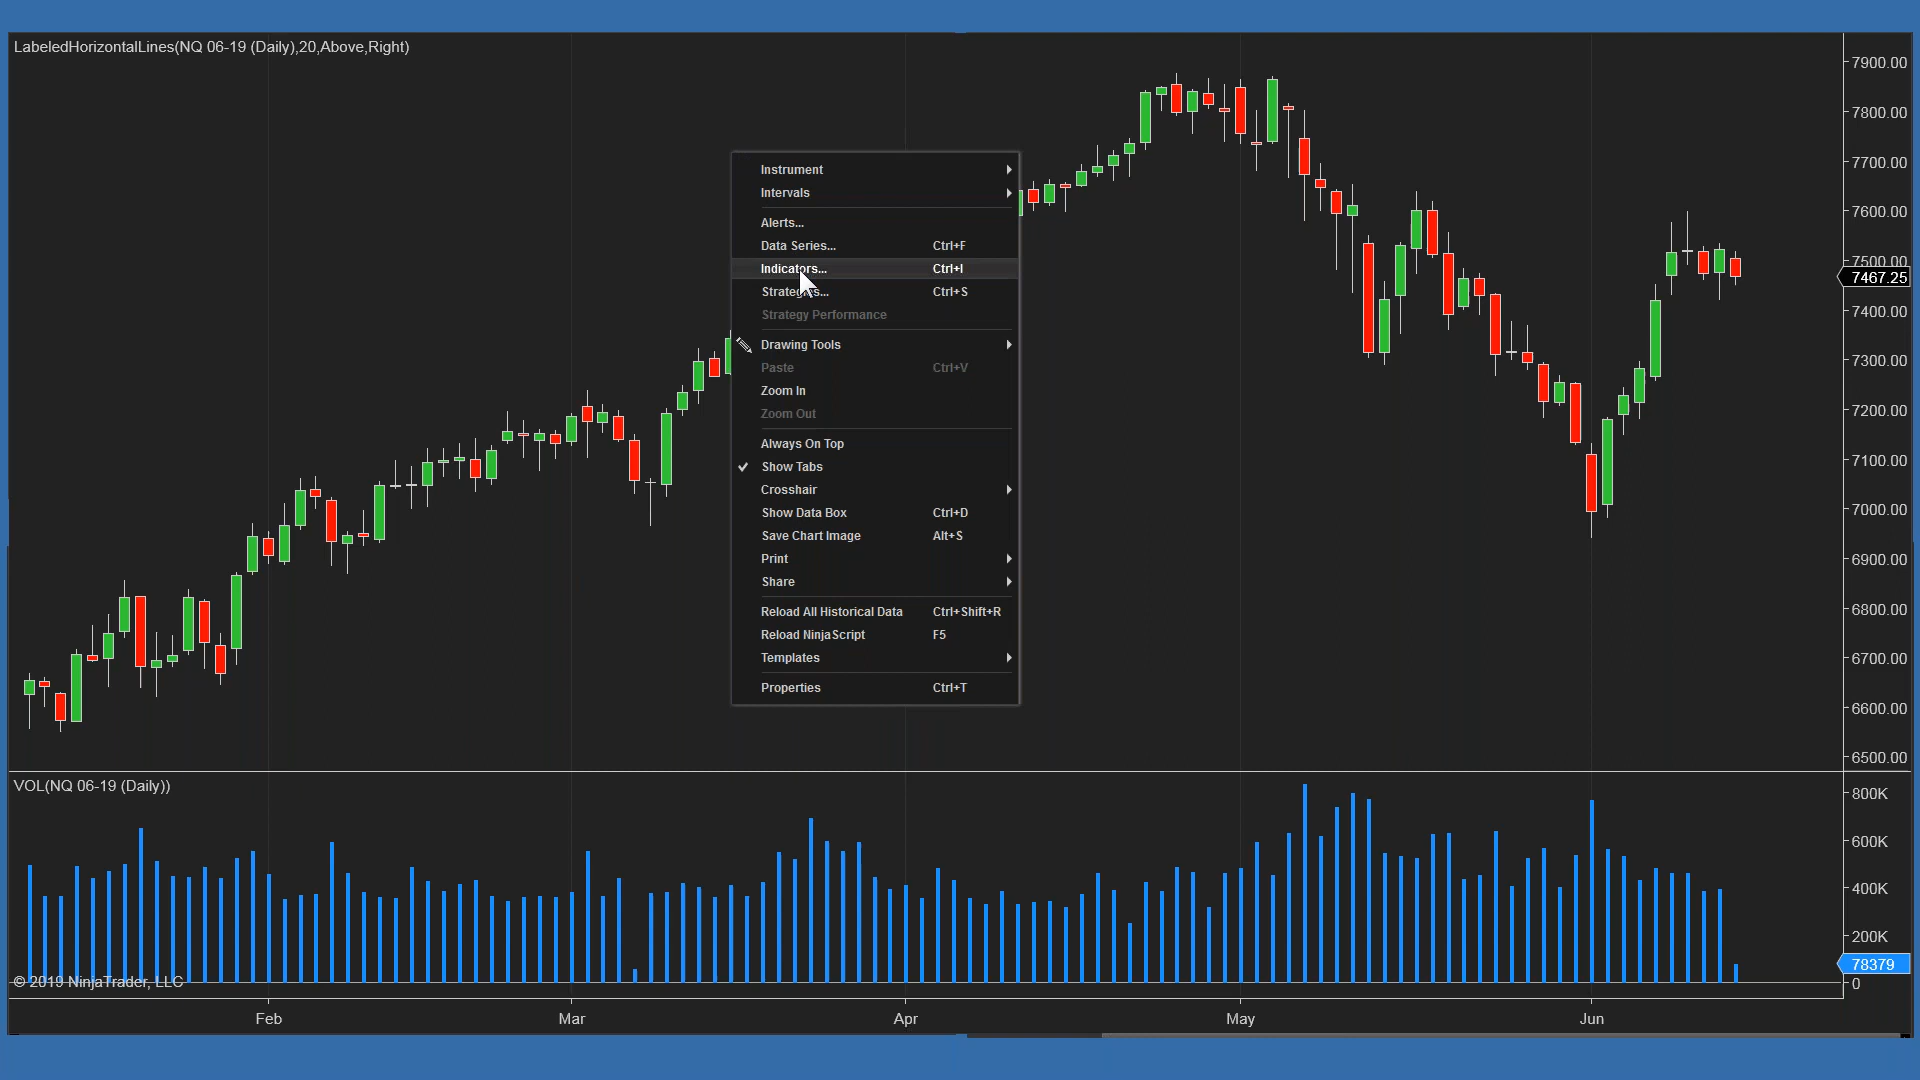 LabeledHorizontalLines(NQ 06-19 (Daily),20,Above,Right)
7900.00
7800.00
7700.00
7600.00
7500.00
7467.25
7400.00
7300.00
7200.00
7100.00
7000.00
6900.00
6800.00
6700.00
6600.00
6500.00
Instrument
Intervals
Alerts...
Data Series... Ctrl+F
Indicators... Ctrl+I
Strategies... Ctrl+S
Strategy Performance
Drawing Tools
Paste Ctrl+V
Zoom In
Zoom Out
Always On Top
Show Tabs
Crosshair
Show Data Box Ctrl+D
Save Chart Image Alt+S
Print
Share
Reload All Historical Data Ctrl+Shift+R
Reload NinjaScript F5
Templates
Properties Ctrl+T
VOL(NQ 06-19 (Daily))
800K
600K
400K
200K
78379
0
© 2019 NinjaTrader, LLC
Feb Mar Apr May Jun